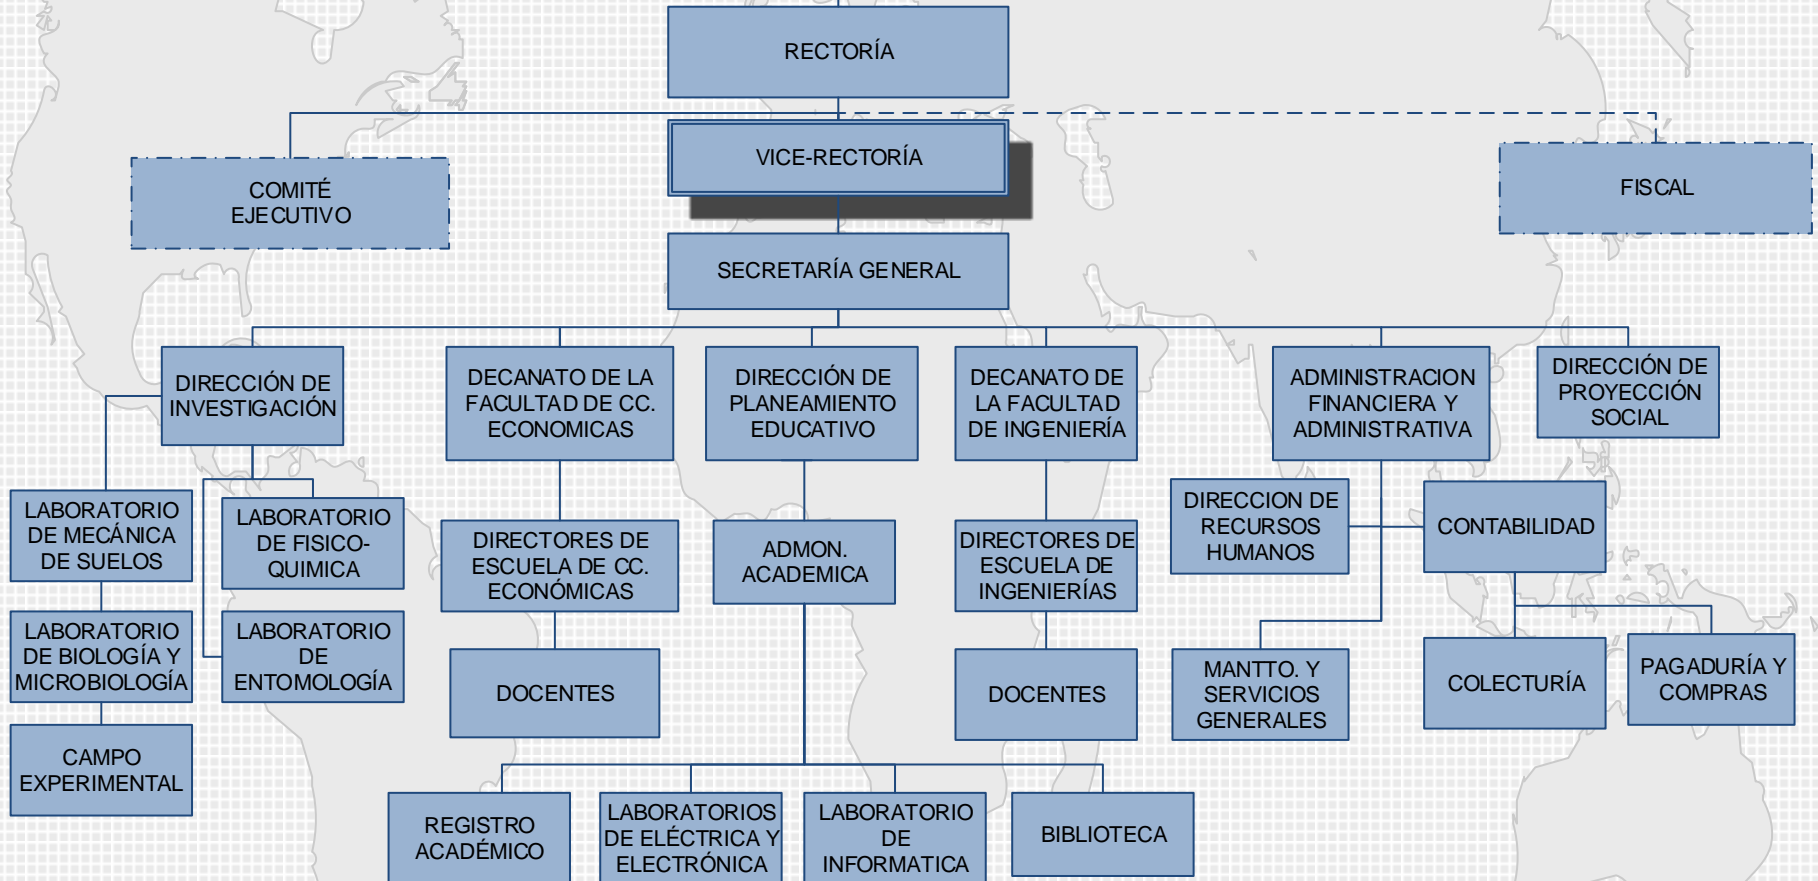 RECTORÍA
VICE-RECTORÍA
COMITÉ
EJECUTIVO
FISCAL
SECRETARÍA GENERAL
DIRECCIÓN DE
INVESTIGACIÓN
DECANATO DE LA
FACULTAD DE CC.
ECONOMICAS
DIRECCIÓN DE
PLANEAMIENTO
EDUCATIVO
DECANATO DE
LA FACULTAD
DE INGENIERÍA
ADMINISTRACION
FINANCIERA Y
ADMINISTRATIVA
DIRECCIÓN DE
PROYECCIÓN
SOCIAL
LABORATORIO
DE MECÁNICA
DE SUELOS
LABORATORIO
DE FISICO-
QUIMICA
DIRECTORES DE
ESCUELA DE CC.
ECONÓMICAS
ADMON.
ACADEMICA
DIRECTORES DE
ESCUELA DE
INGENIERÍAS
DIRECCION DE
RECURSOS
HUMANOS
CONTABILIDAD
LABORATORIO
DE BIOLOGÍA Y
MICROBIOLOGÍA
LABORATORIO
DE
ENTOMOLOGÍA
DOCENTES
DOCENTES
MANTTO. Y
SERVICIOS
GENERALES
COLECTURÍA
PAGADURÍA Y
COMPRAS
CAMPO
EXPERIMENTAL
REGISTRO
ACADÉMICO
LABORATORIOS
DE ELÉCTRICA Y
ELECTRÓNICA
LABORATORIO
DE
INFORMATICA
BIBLIOTECA